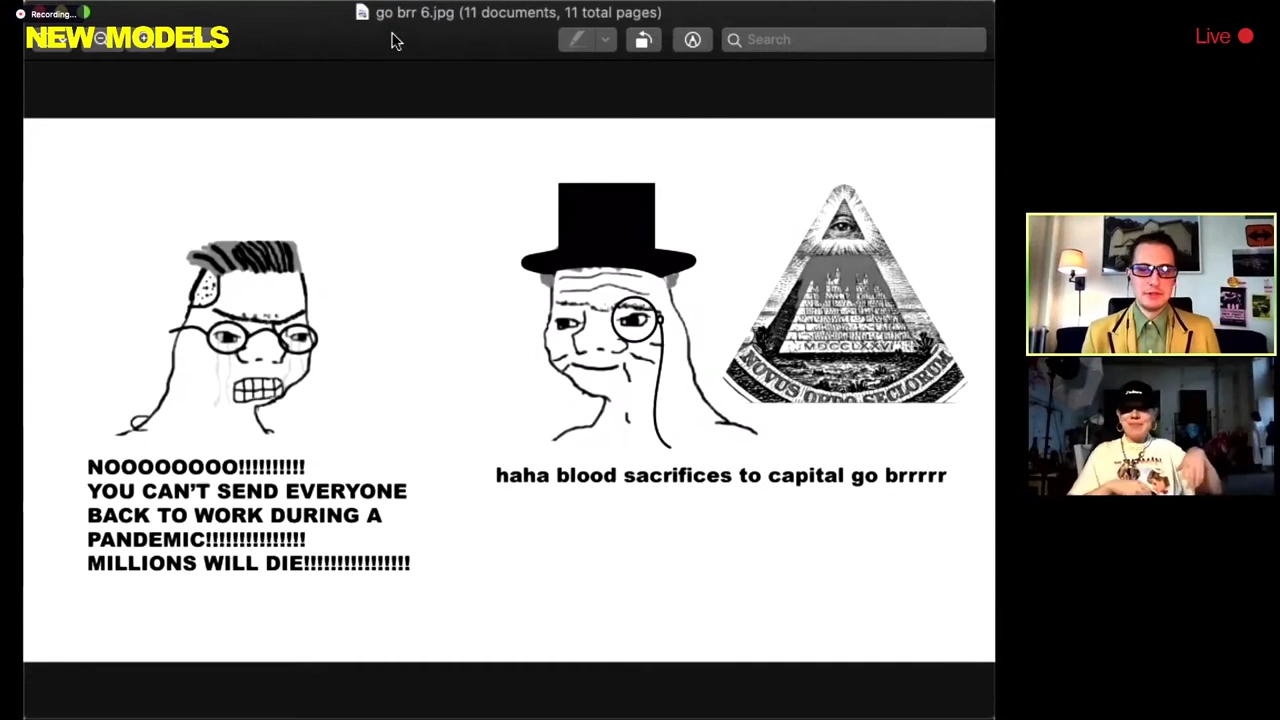 Recording...
go brr 6.jpg (11 documents, 11 total pages)
NEW MODELS
Search
Live
MDCCLXXVI
NOVUS ORDO SECLORUM
NOOOOOOOO!!!!!!!!!!
YOU CAN'T SEND EVERYONE
BACK TO WORK DURING A
PANDEMIC!!!!!!!!!!!!!!!
MILLIONS WILL DIE!!!!!!!!!!!!!!!!
haha blood sacrifices to capital go brrrrr